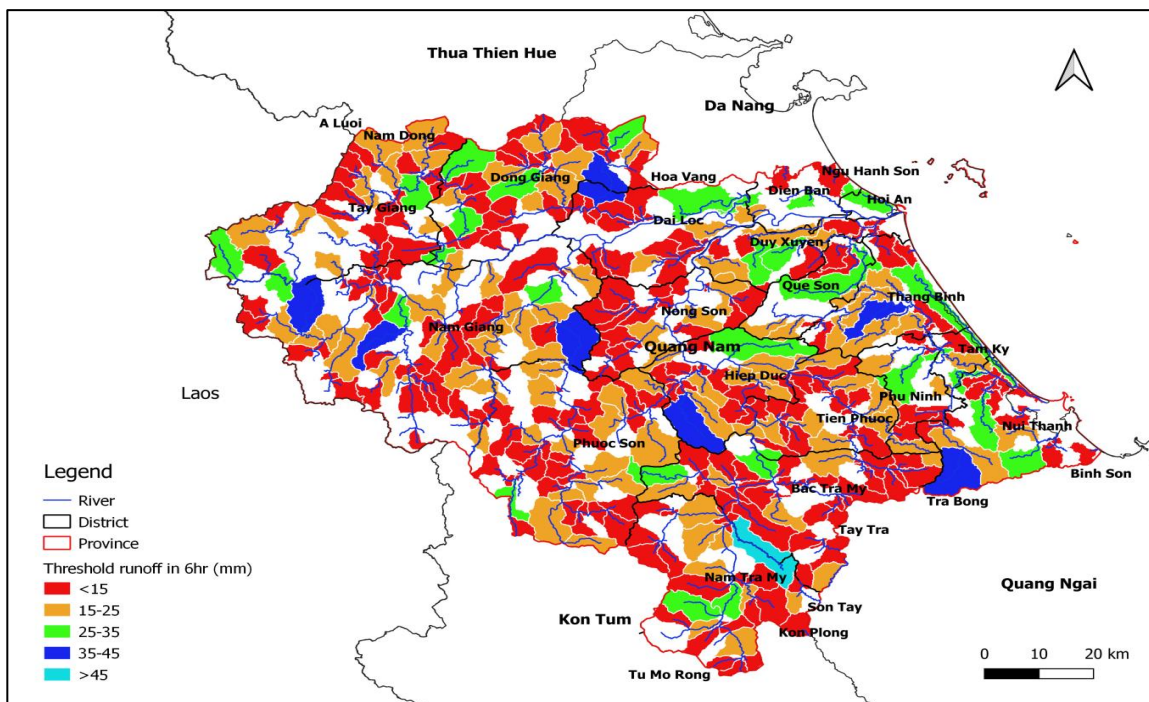 Thua Thien Hue
Da Nang
A Luoi
Nam Dong
Dong Giang
Hoa Vang
Ngu Hanh Son
Dien Ban
Hoi An
Tay Giang
Dai Loc
Duy Xuyen
Que Son
Thang Binh
Nong Son
Nam Giang
Quang Nam
Tam Ky
Hiep Duc
Laos
Phu Ninh
Tien Phuoc
Nui Thanh
Phuoc Son
Binh Son
Bac Tra My
Tra Bong
Tay Tra
Nam Tra My
Quang Ngai
Son Tay
Kon Tum
Kon Plong
Tu Mo Rong
Legend
River
District
Province
Threshold runoff in 6hr (mm)
<15
15-25
25-35
35-45
>45
0 10 20 km